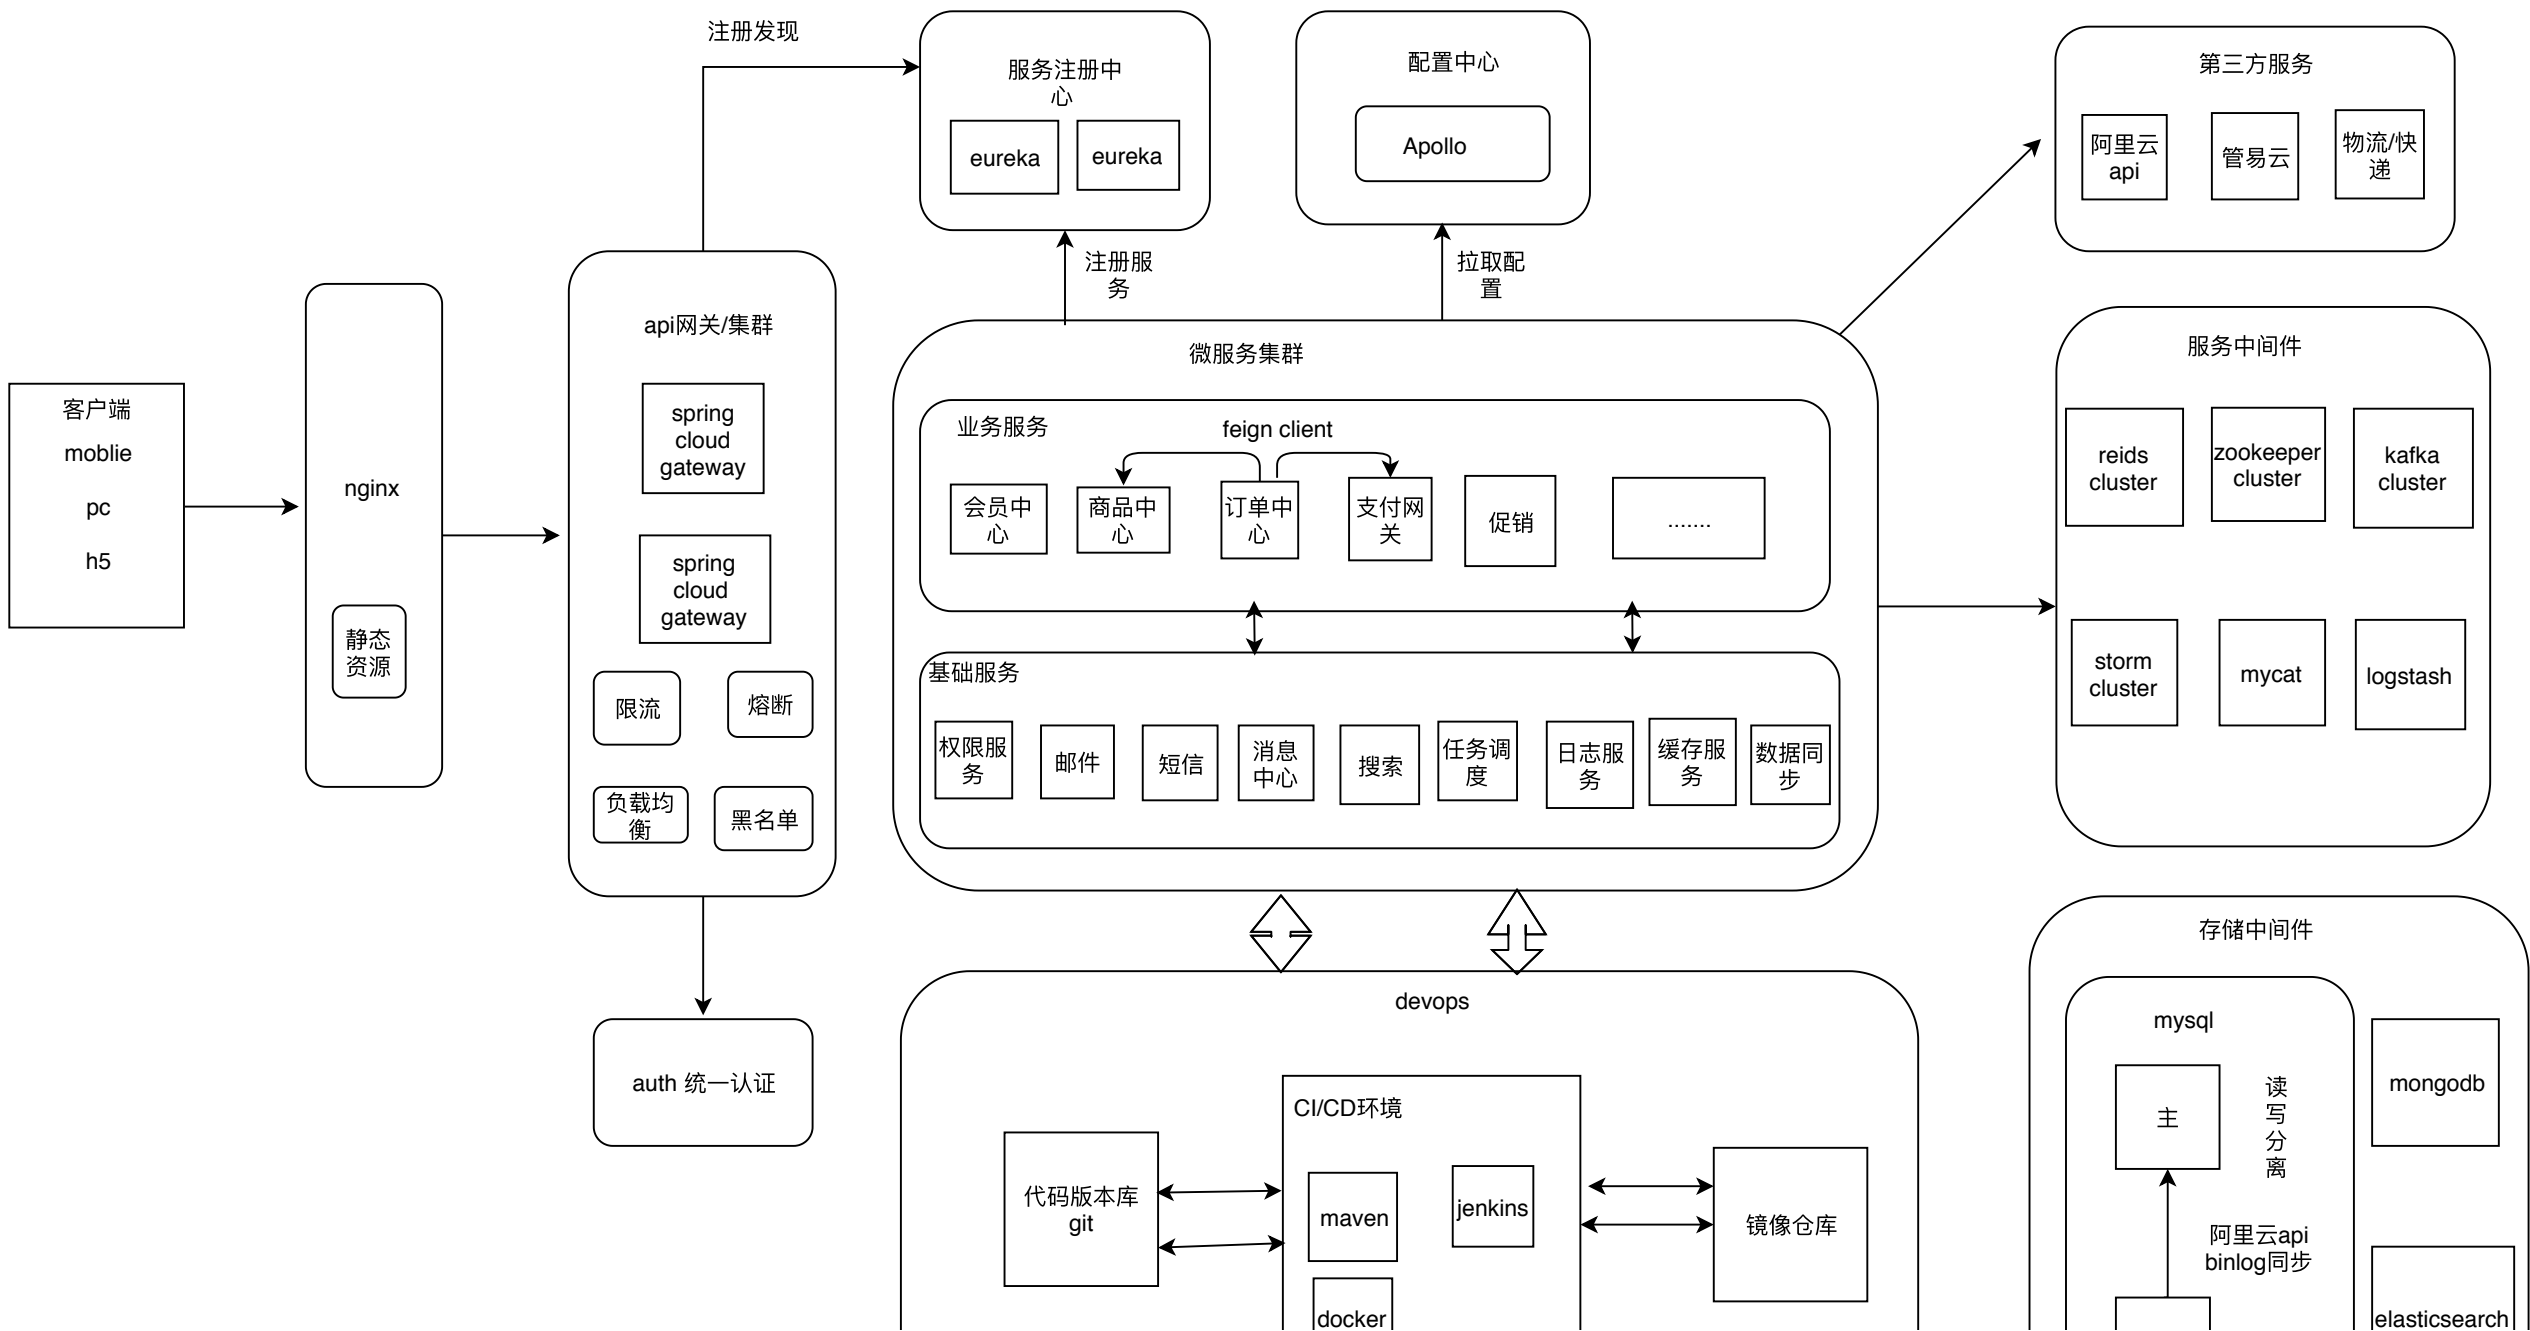 注册发现
服务注册中
心
eureka
eureka
配置中心
Apollo
第三方服务
阿里云
api
管易云
物流/快
递
注册服
务
拉取配
置
客户端
moblie
pc
h5
nginx
静态
资源
api网关/集群
spring
cloud
gateway
spring
cloud
gateway
限流
熔断
负载均
衡
黑名单
auth 统一认证
微服务集群
业务服务
feign client
会员中
心
商品中
心
订单中
心
支付网
关
促销
.......
基础服务
权限服
务
邮件
短信
消息
中心
搜索
任务调
度
日志服
务
缓存服
务
数据同
步
服务中间件
reids
cluster
zookeeper
cluster
kafka
cluster
storm
cluster
mycat
logstash
devops
代码版本库
git
CI/CD环境
maven
jenkins
docker
镜像仓库
存储中间件
mysql
主
读
写
分
离
阿里云api
binlog同步
mongodb
elasticsearch